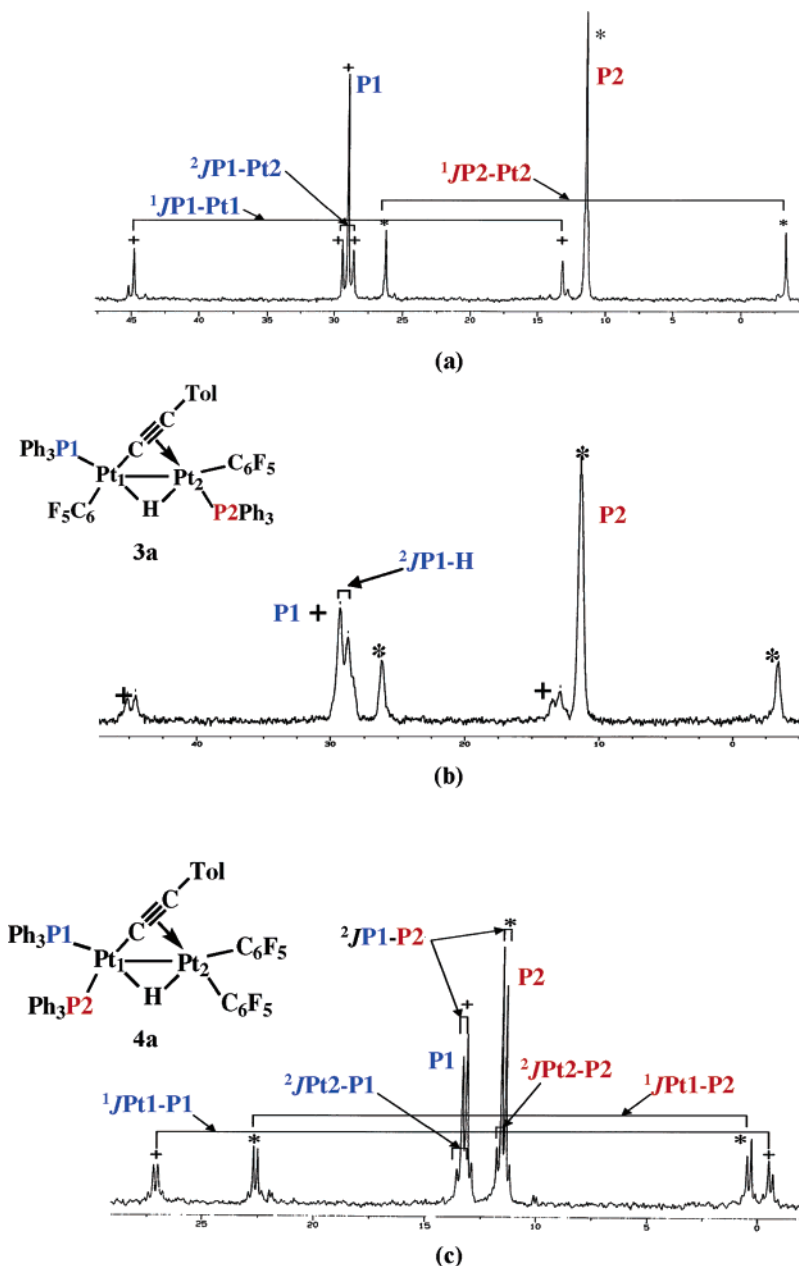 +
*
P1
P2
²JP1-Pt2
¹JP2-Pt2
¹JP1-Pt1
+ + + * + *
45 40 35 30 25 20 15 10 5 0
(a)
Tol
C≡C
Ph₃P1
Pt₁ Pt₂ C₆F₅
F₅C₆ H P2Ph₃
3a
*
P2
²JP1-H
P1 +
+ * + *
40 30 20 10 0
(b)
Tol
C≡C
Ph₃P1
Pt₁ Pt₂ C₆F₅
H
Ph₃P2 C₆F₅
4a
²JP1-P2
*
P2
+
P1
²JPt2-P1
²JPt2-P2
¹JPt1-P1
¹JPt1-P2
+ * * +
25 20 15 10 5 0
(c)